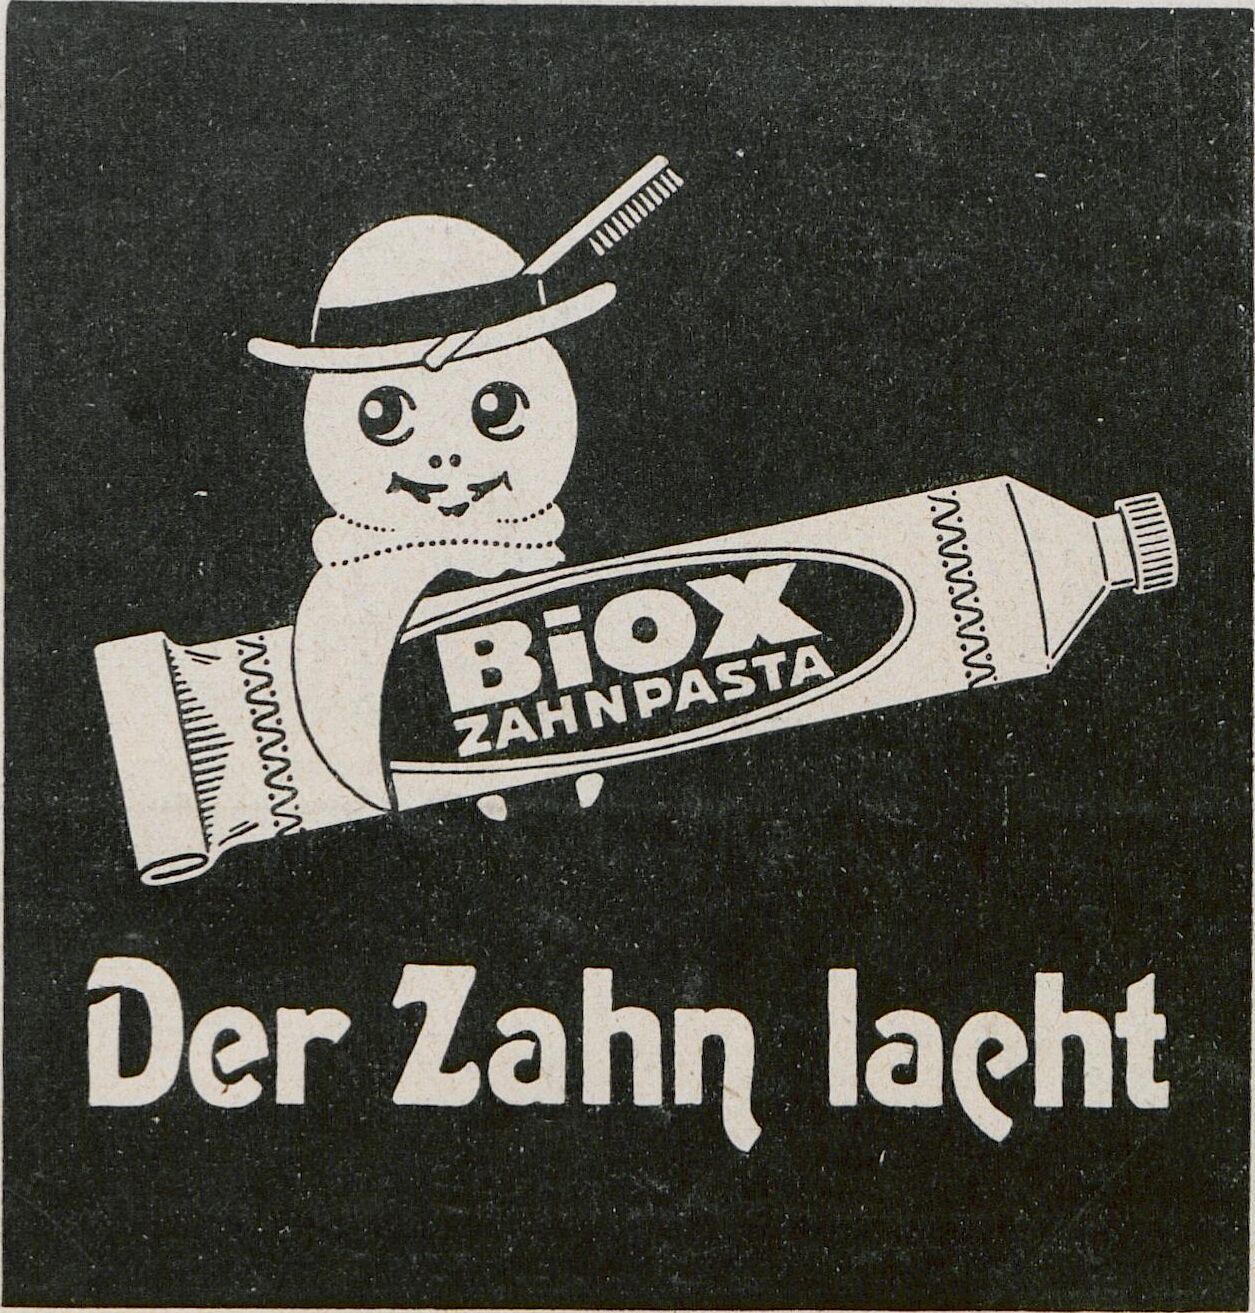 BiOX
ZAHNPASTA
Der Zahn lacht